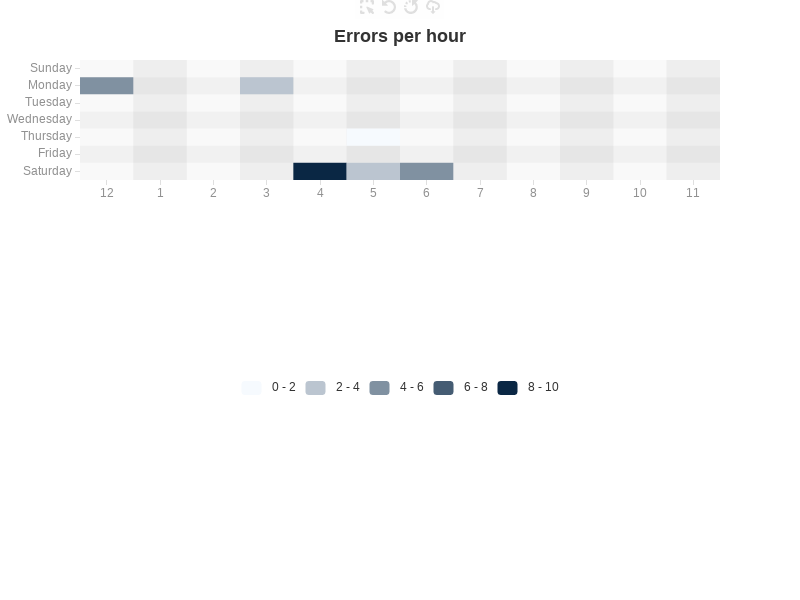 Errors per hour
Sunday
Monday
Tuesday
Wednesday
Thursday
Friday
Saturday
12 1 2 3 4 5 6 7 8 9 10 11
0 - 2 2 - 4 4 - 6 6 - 8 8 - 10